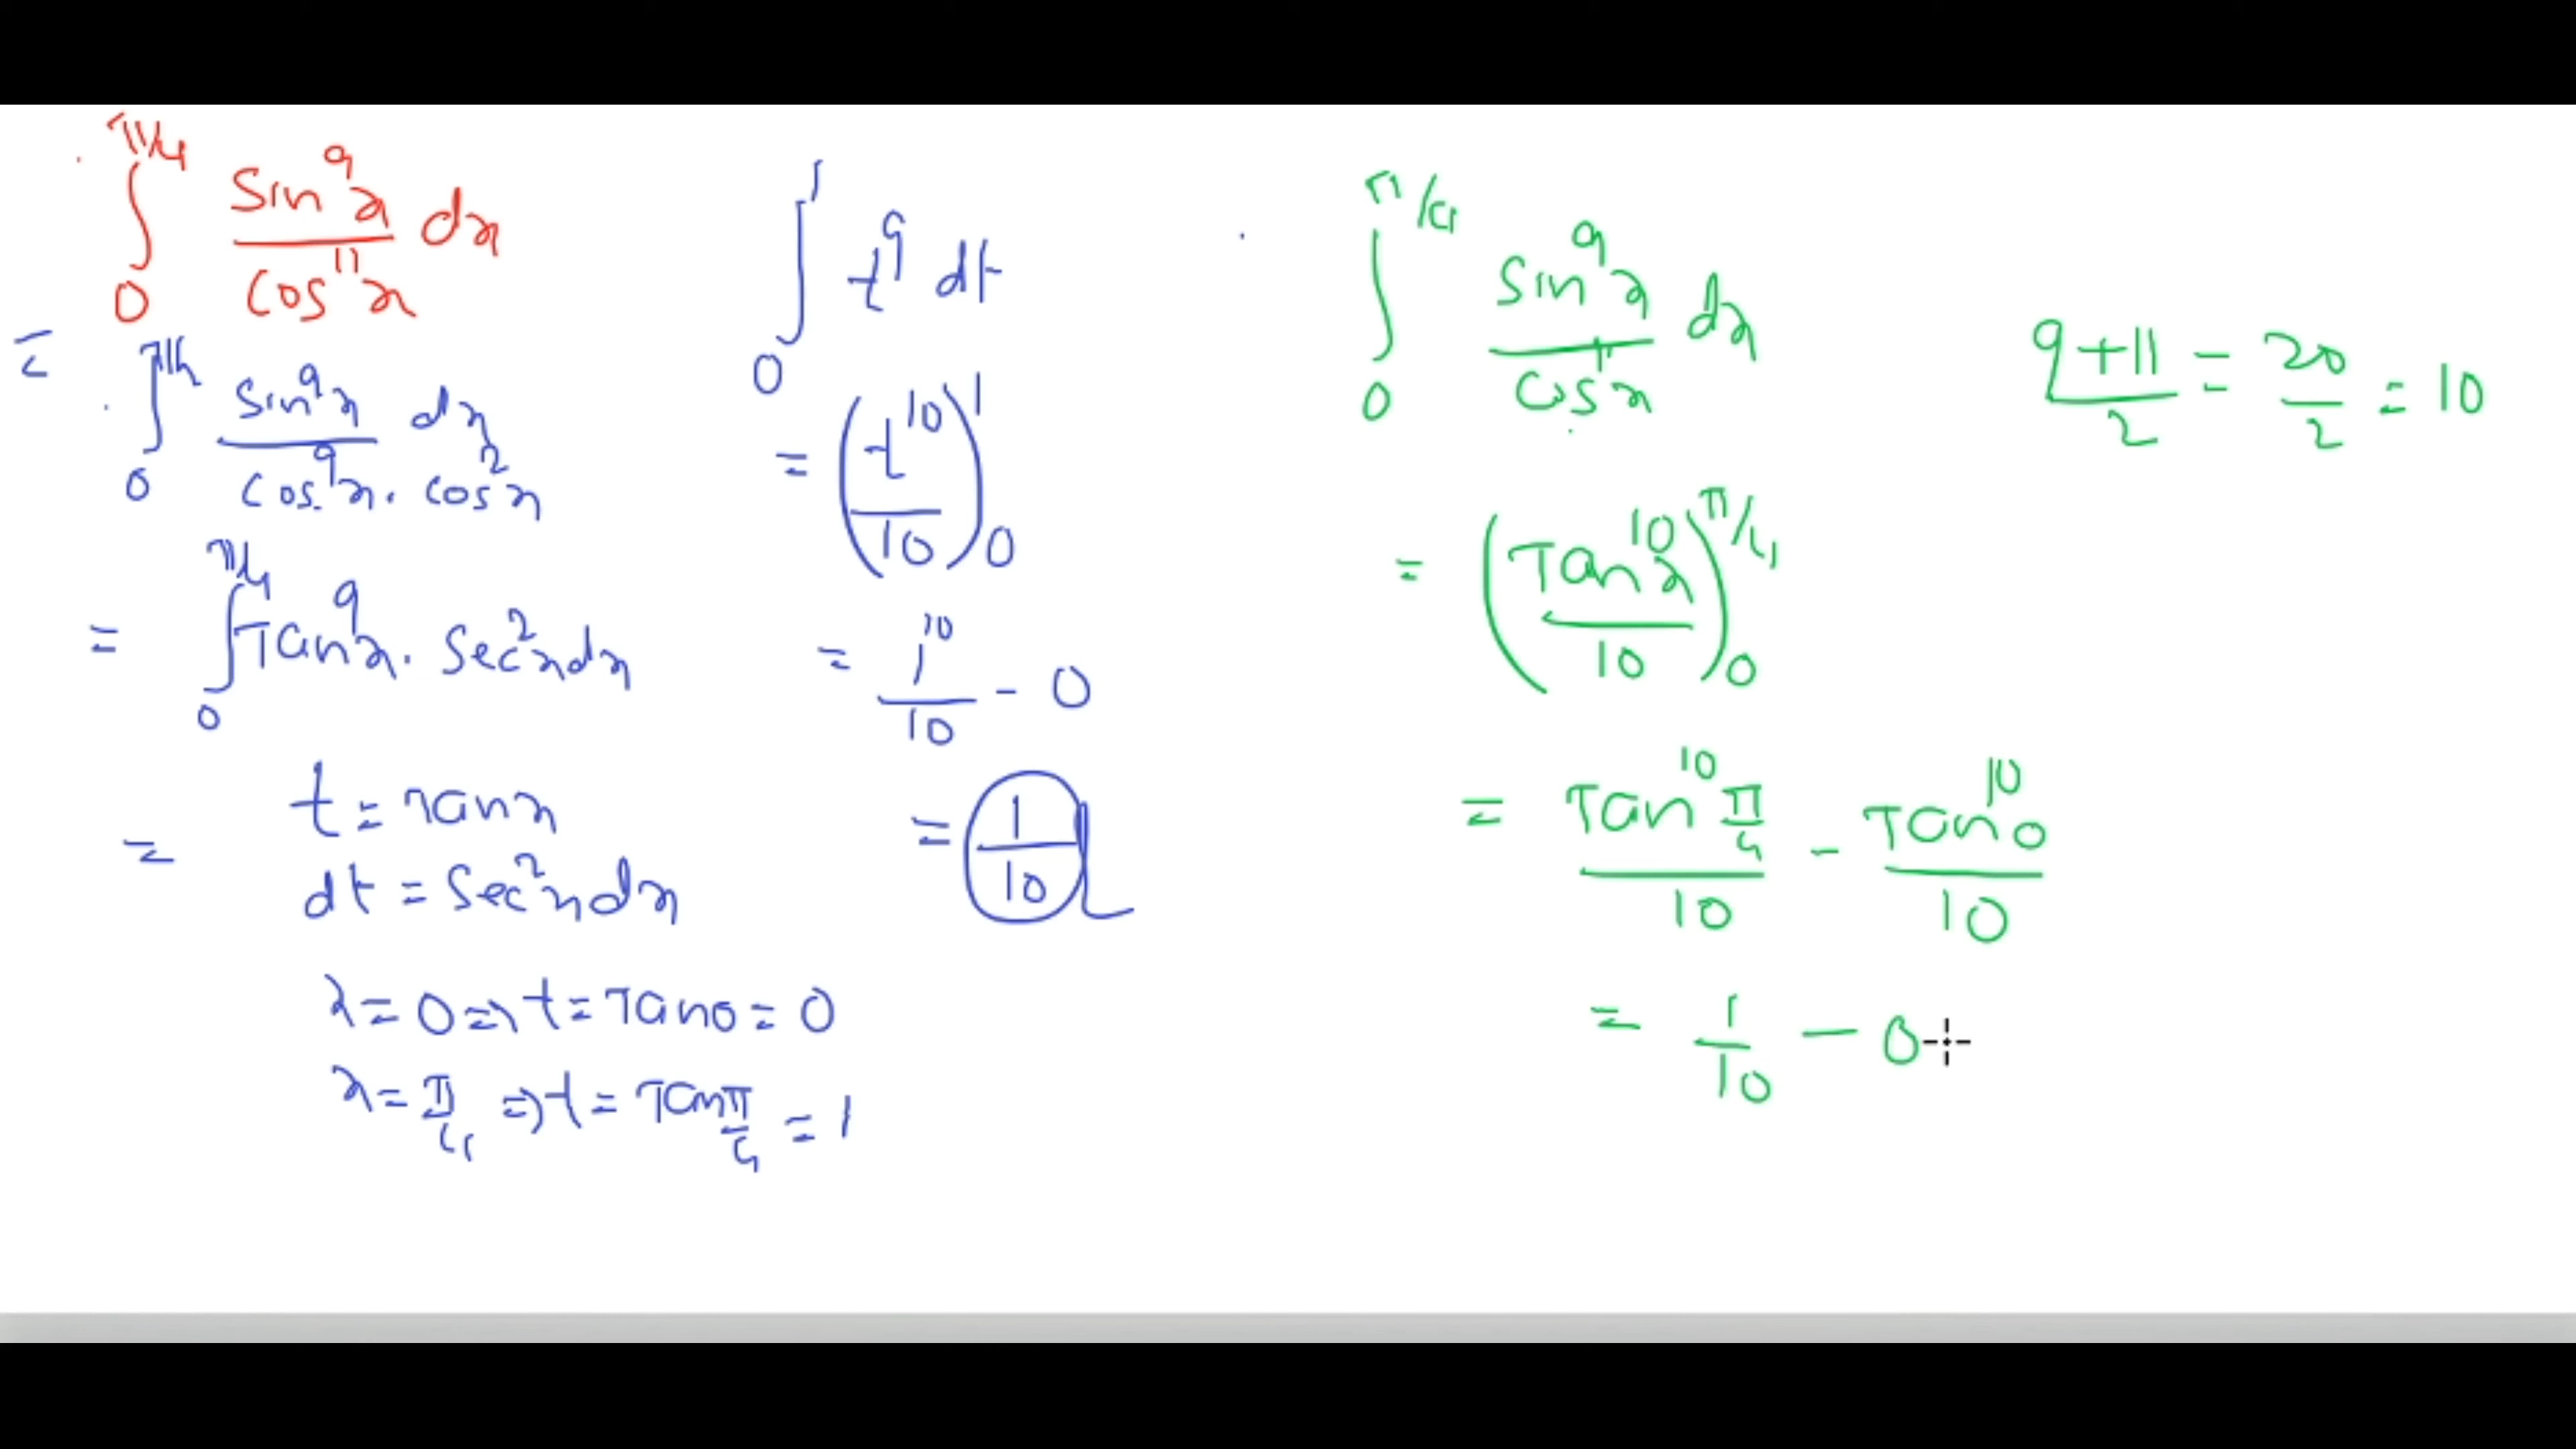 ∫₀^(π/4) sin⁹x / cos¹¹x dx
= ∫₀^(π/4) sin⁹x / (cos⁹x · cos²x) dx
= ∫₀^(π/4) Tan⁹x · Sec²x dx
= t = Tanx
dt = Sec²x dx
x = 0 ⇒ t = Tan0 = 0
x = π/4 ⇒ t = Tan π/4 = 1
∫₀¹ t⁹ dt
= (t¹⁰/10)₀¹
= 1¹⁰/10 - 0
= 1/10
∫₀^(π/4) sin⁹x / cos¹¹x dx
9+11/2 = 20/2 = 10
= (Tan¹⁰x/10)₀^(π/4)
= Tan¹⁰ π/4 / 10 - Tan¹⁰ 0 / 10
= 1/10 - 0